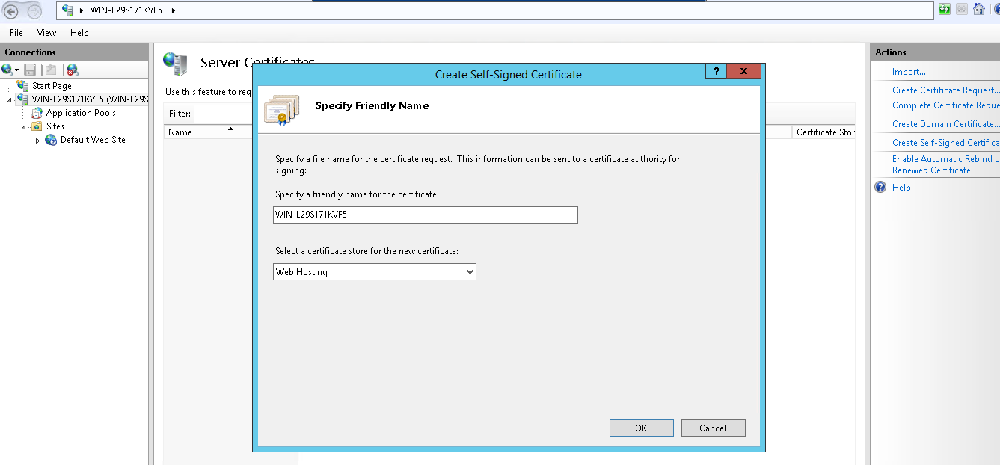 WIN-L29S171KVF5
File View Help
Connections
Start Page
WIN-L29S171KVF5 (WIN-L29S
Application Pools
Sites
Default Web Site
Server Certificates
Use this feature to req
Filter:
Name
Certificate Stor
Create Self-Signed Certificate
? x
Specify Friendly Name
Specify a file name for the certificate request. This information can be sent to a certificate authority for
signing:
Specify a friendly name for the certificate:
WIN-L29S171KVF5
Select a certificate store for the new certificate:
Web Hosting
OK Cancel
Actions
Import...
Create Certificate Request...
Complete Certificate Reque
Create Domain Certificate...
Create Self-Signed Certifica
Enable Automatic Rebind o
Renewed Certificate
? Help